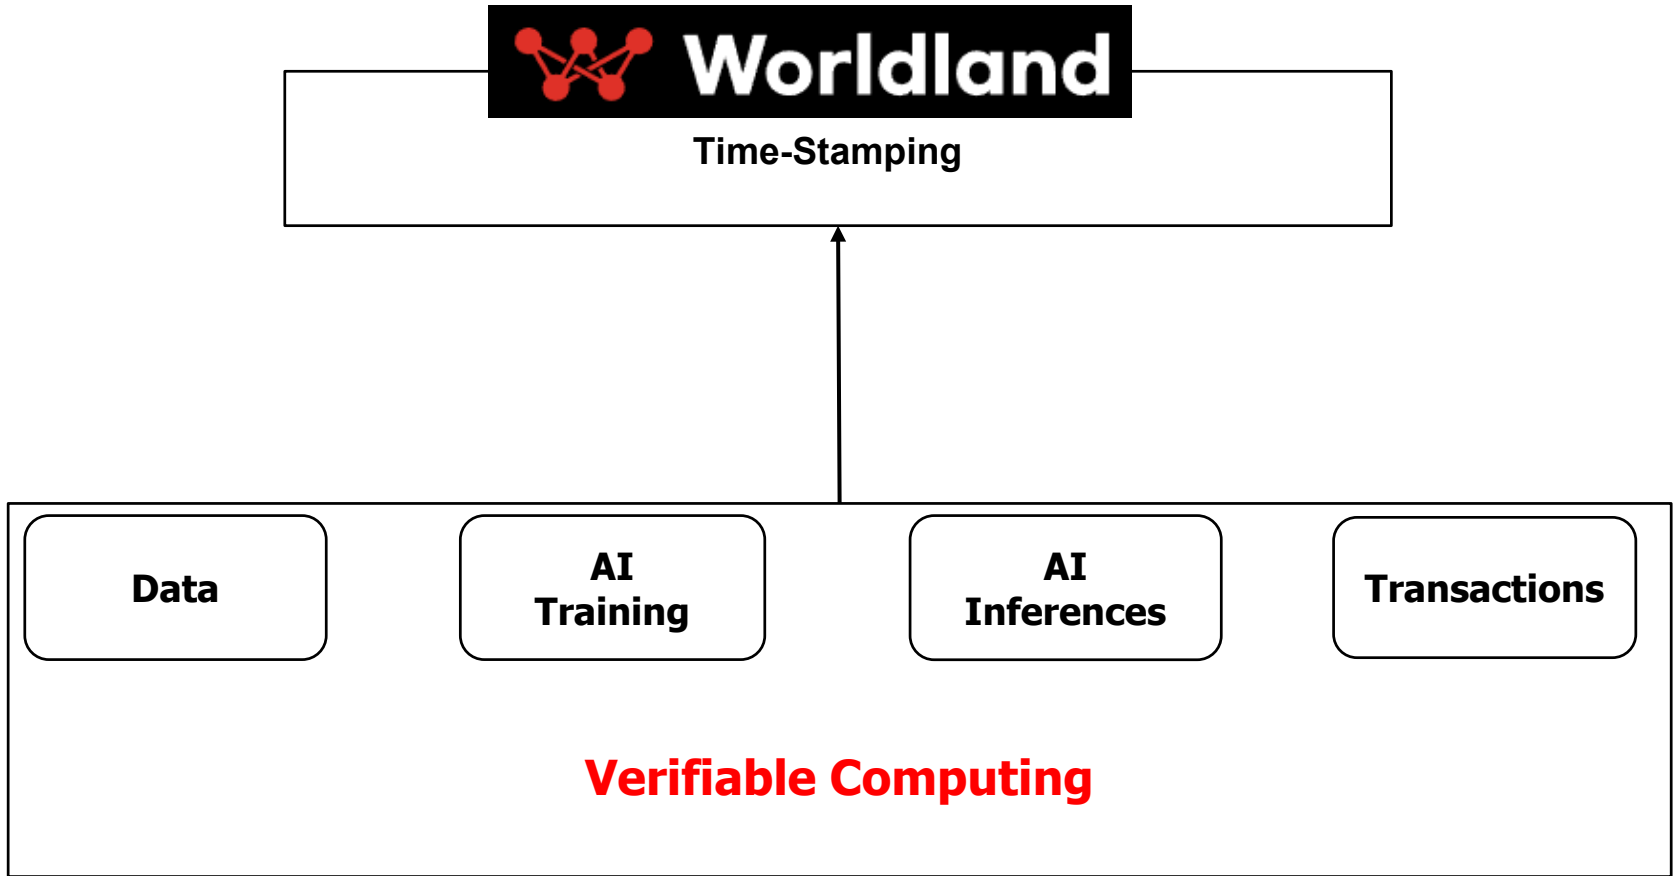 Worldland
Time-Stamping
Data
AI
Training
AI
Inferences
Transactions
Verifiable Computing